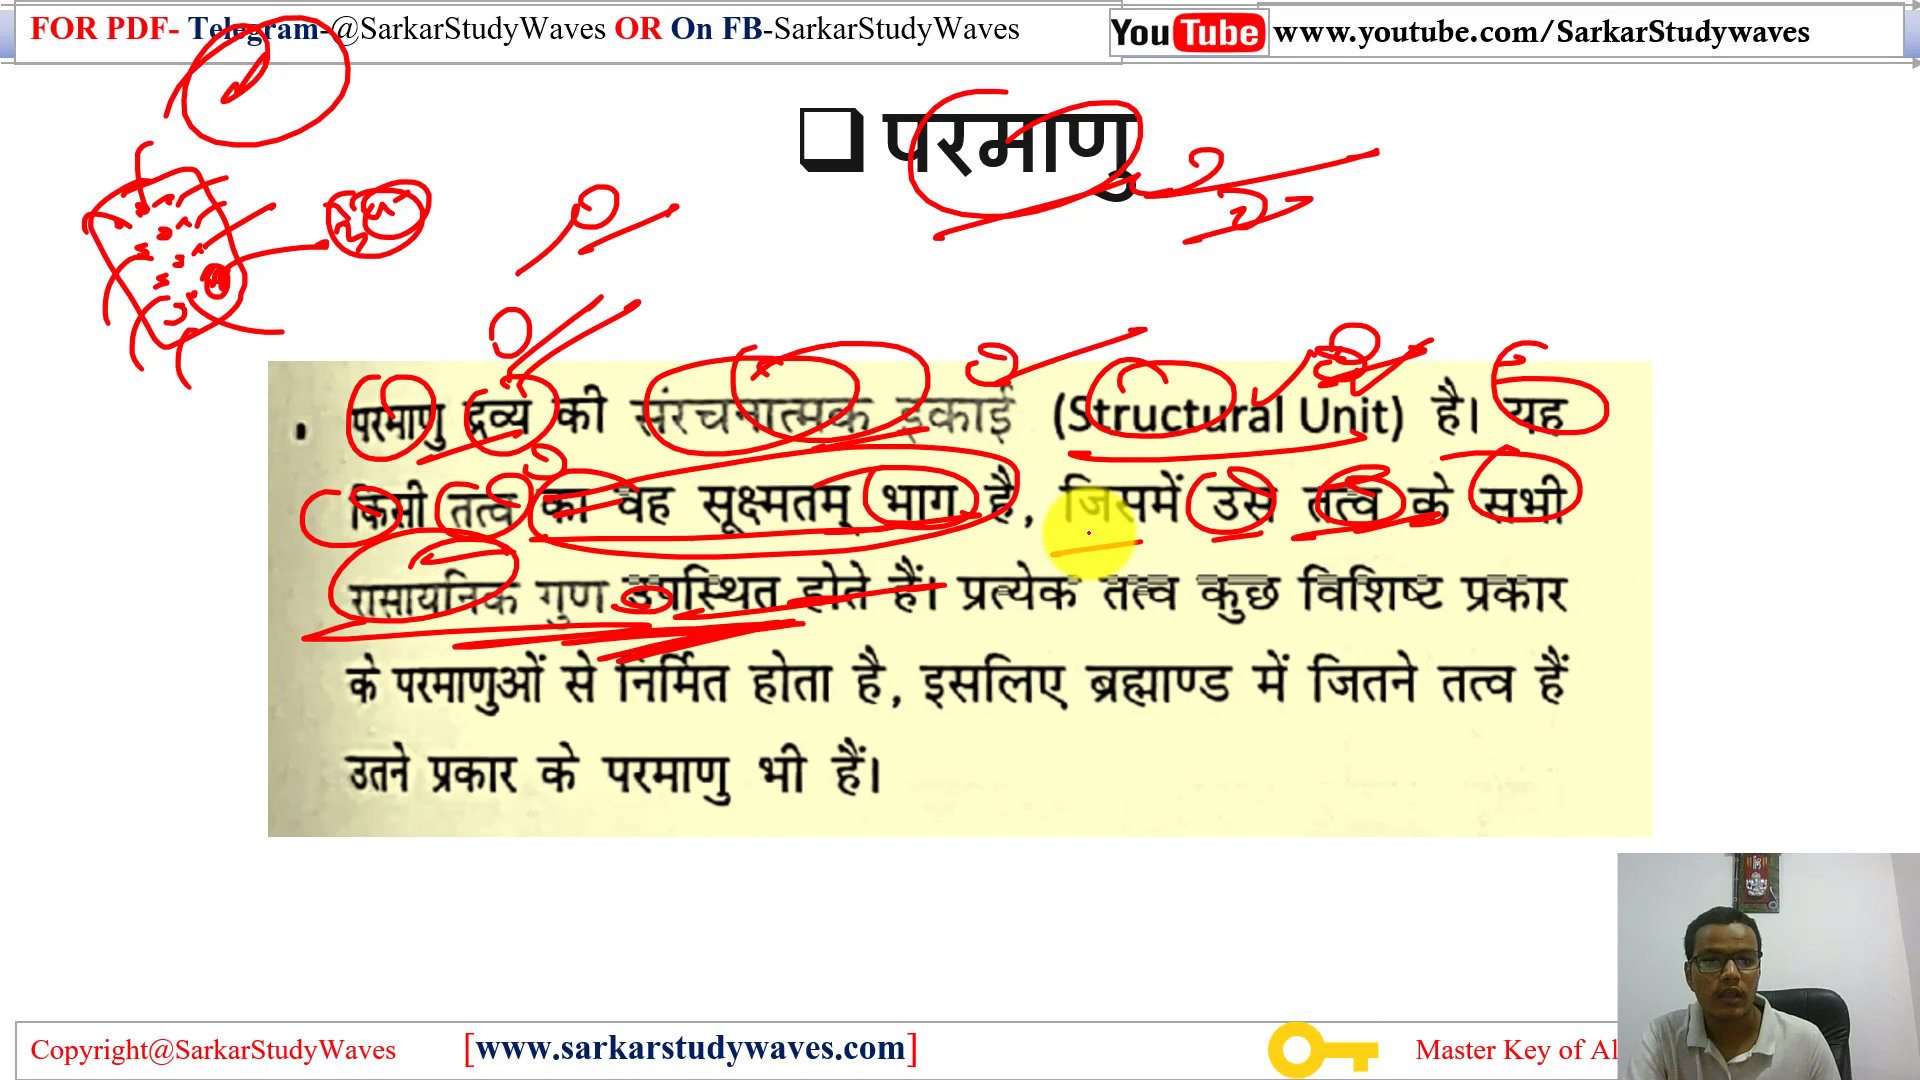 FOR PDF- Telegram-@SarkarStudyWaves OR On FB-SarkarStudyWaves
YouTube www.youtube.com/SarkarStudywaves
परमाणु
• परमाणु द्रव्य की संरचनात्मक इकाई (Structural Unit) है। यह
किसी तत्व का वह सूक्ष्मतम् भाग है, जिसमें उस तत्व के सभी
रासायनिक गुण उपस्थित होते हैं। प्रत्येक तत्व कुछ विशिष्ट प्रकार
के परमाणुओं से निर्मित होता है, इसलिए ब्रह्माण्ड में जितने तत्व हैं
उतने प्रकार के परमाणु भी हैं।
Copyright@SarkarStudyWaves [www.sarkarstudywaves.com] Master Key of Al